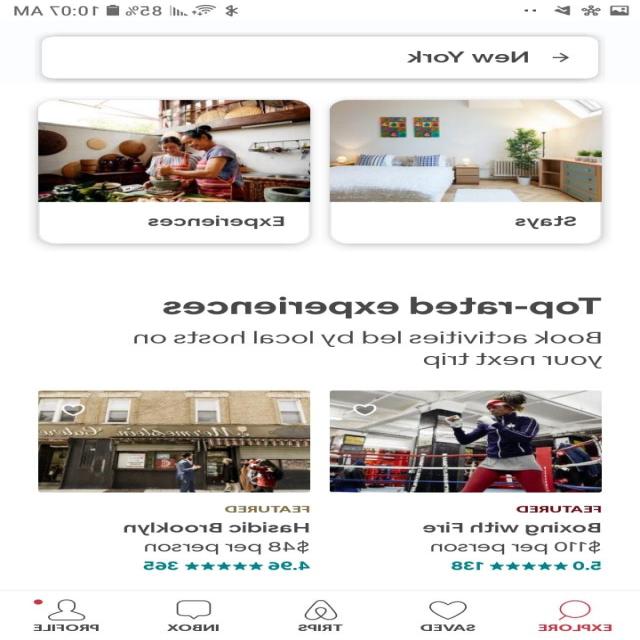 10:07 AM
85%
← New York
Stays
Experiences
Top-rated experiences
Book activities led by local hosts on
your next trip
FEATURED
Boxing with Fire
$110 per person
5.0 ★★★★★ 138
FEATURED
Hasidic Brooklyn
$48 per person
4.96 ★★★★★ 365
EXPLORE
SAVED
TRIPS
INBOX
PROFILE